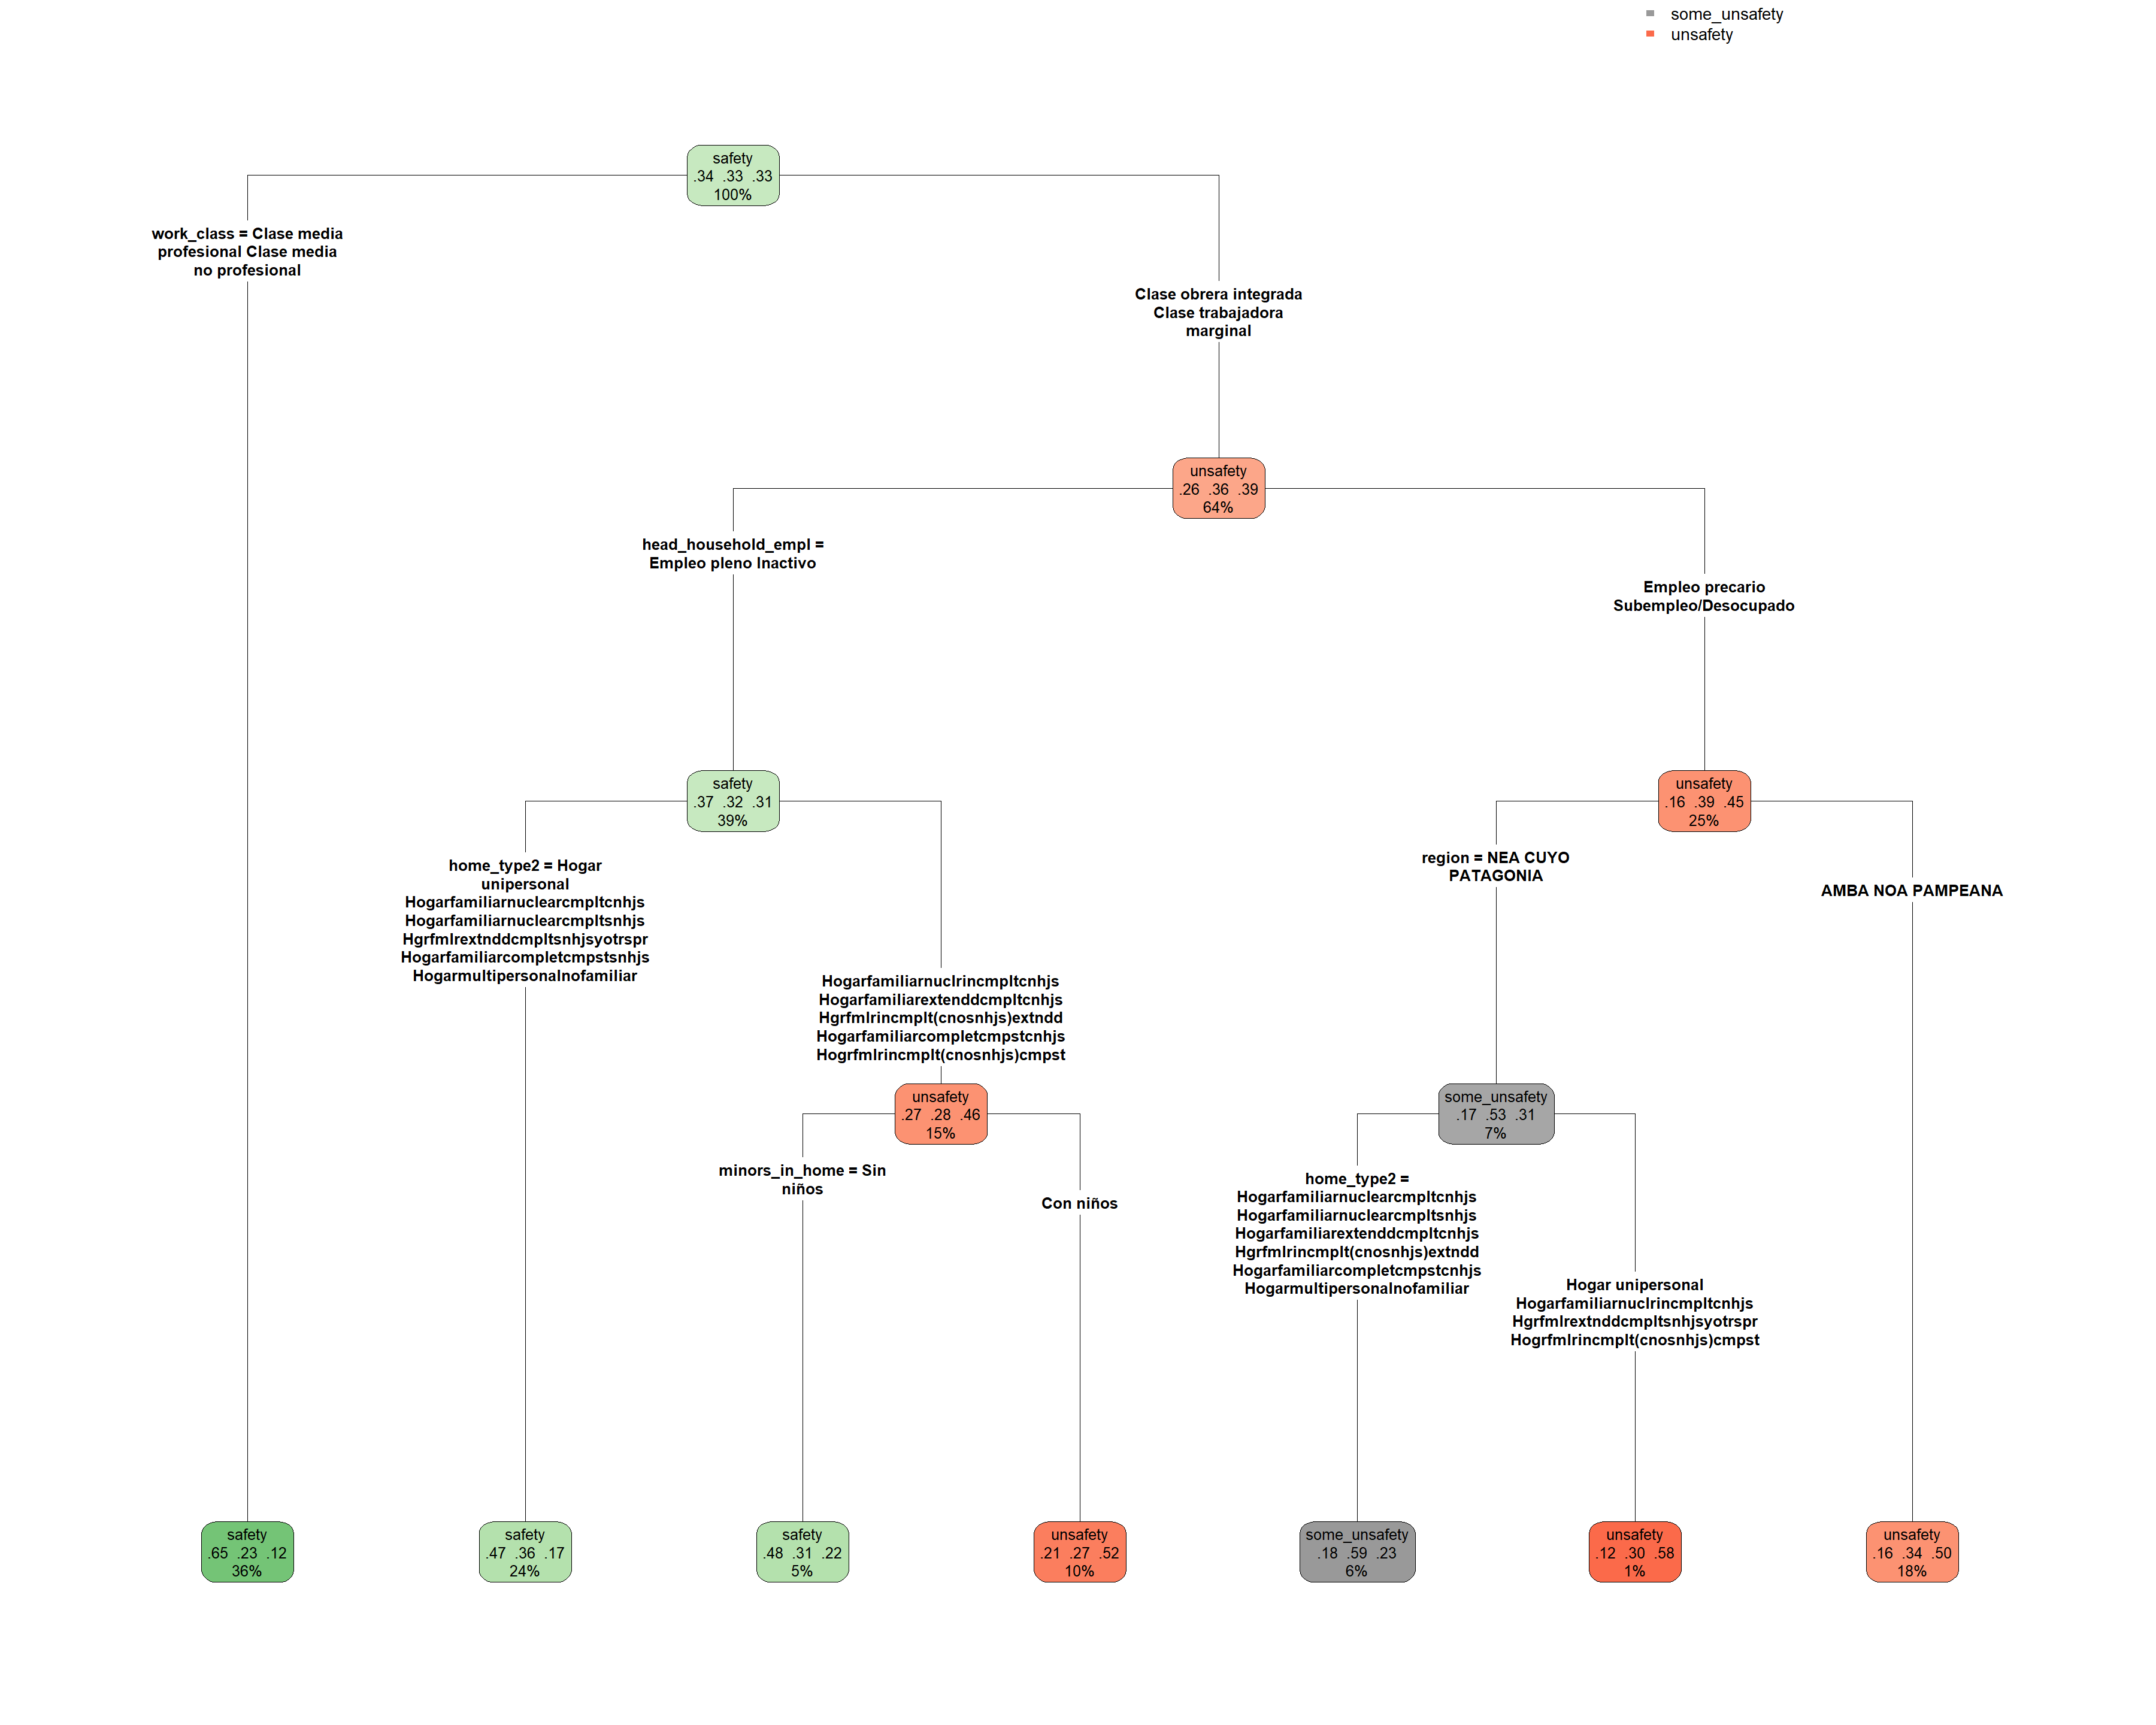 some_unsafety
unsafety
safety
.34 .33 .33
100%
work_class = Clase media
profesional Clase media
no profesional
Clase obrera integrada
Clase trabajadora
marginal
unsafety
.26 .36 .39
64%
head_household_empl =
Empleo pleno Inactivo
Empleo precario
Subempleo/Desocupado
safety
.37 .32 .31
39%
unsafety
.16 .39 .45
25%
home_type2 = Hogar
unipersonal
Hogarfamiliarnuclearcmpltcnhjs
Hogarfamiliarnuclearcmpltsnhjs
Hgrfmlrextnddcmpltsnhjsyotrspr
Hogarfamiliarcompletcmpstsnhjs
Hogarmultipersonalnofamiliar
Hogarfamiliarnuclrincmpltcnhjs
Hogarfamiliarextenddcmpltcnhjs
Hgrfmlrincmplt(cnosnhjs)extndd
Hogarfamiliarcompletcmpstcnhjs
Hogrfmlrincmplt(cnosnhjs)cmpst
region = NEA CUYO
PATAGONIA
AMBA NOA PAMPEANA
unsafety
.27 .28 .46
15%
some_unsafety
.17 .53 .31
7%
minors_in_home = Sin
niños
Con niños
home_type2 =
Hogarfamiliarnuclearcmpltcnhjs
Hogarfamiliarnuclearcmpltsnhjs
Hogarfamiliarextenddcmpltcnhjs
Hgrfmlrincmplt(cnosnhjs)extndd
Hogarfamiliarcompletcmpstcnhjs
Hogarmultipersonalnofamiliar
Hogar unipersonal
Hogarfamiliarnuclrincmpltcnhjs
Hgrfmlrextnddcmpltsnhjsyotrspr
Hogrfmlrincmplt(cnosnhjs)cmpst
safety
.65 .23 .12
36%
safety
.47 .36 .17
24%
safety
.48 .31 .22
5%
unsafety
.21 .27 .52
10%
some_unsafety
.18 .59 .23
6%
unsafety
.12 .30 .58
1%
unsafety
.16 .34 .50
18%